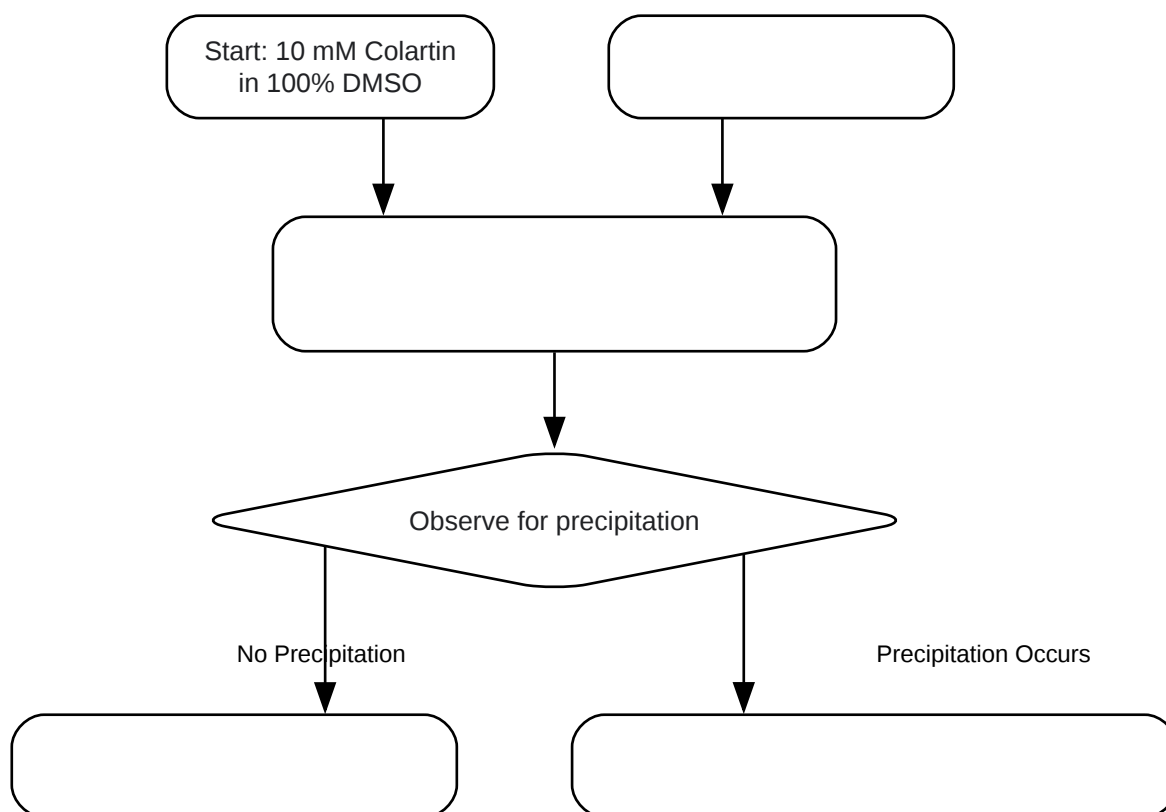 Start: 10 mM Colartin
in 100% DMSO
Observe for precipitation
No Precipitation
Precipitation Occurs